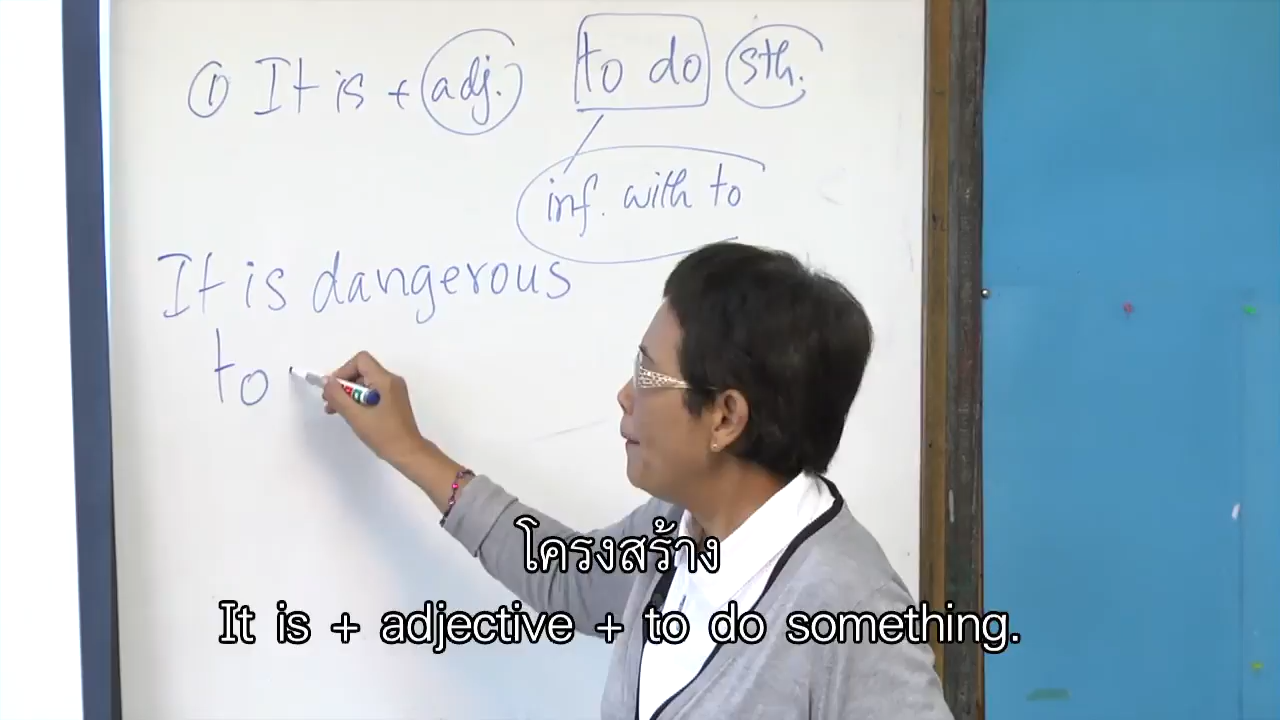 ① It is + adj. to do sth.
inf. with to
It is dangerous
to
โครงสร้าง
It is + adjective + to do something.